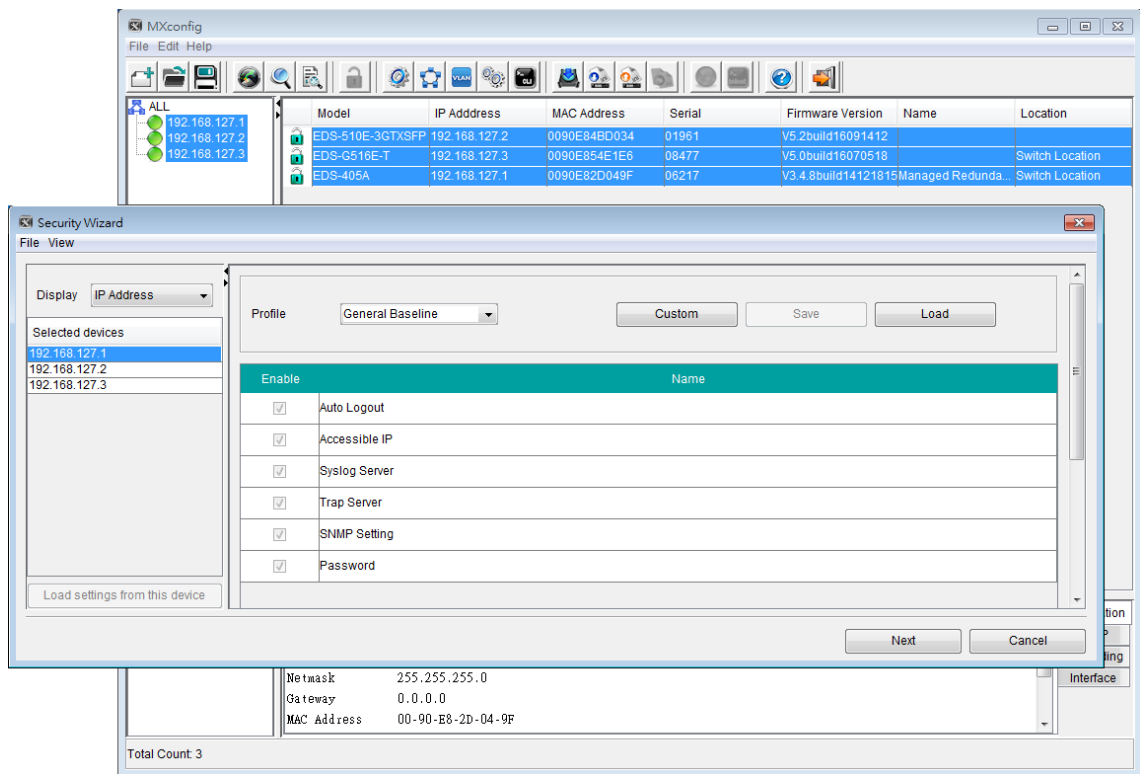 MXconfig
File Edit Help
VLAN
CLI
ALL
192.168.127.1
192.168.127.2
192.168.127.3
Model IP Adddress MAC Address Serial Firmware Version Name Location
EDS-510E-3GTXSFP 192.168.127.2 0090E84BD034 01961 V5.2build16091412
EDS-G516E-T 192.168.127.3 0090E854E1E6 08477 V5.0build16070518 Switch Location
EDS-405A 192.168.127.1 0090E82D049F 06217 V3.4.8build14121815 Managed Redunda... Switch Location
Security Wizard
File View
Display IP Address
Selected devices
192.168.127.1
192.168.127.2
192.168.127.3
Load settings from this device
Profile General Baseline Custom Save Load
Enable Name
Auto Logout
Accessible IP
Syslog Server
Trap Server
SNMP Setting
Password
Next Cancel
tion
ding
Interface
Netmask 255.255.255.0
Gateway 0.0.0.0
MAC Address 00-90-E8-2D-04-9F
Total Count: 3